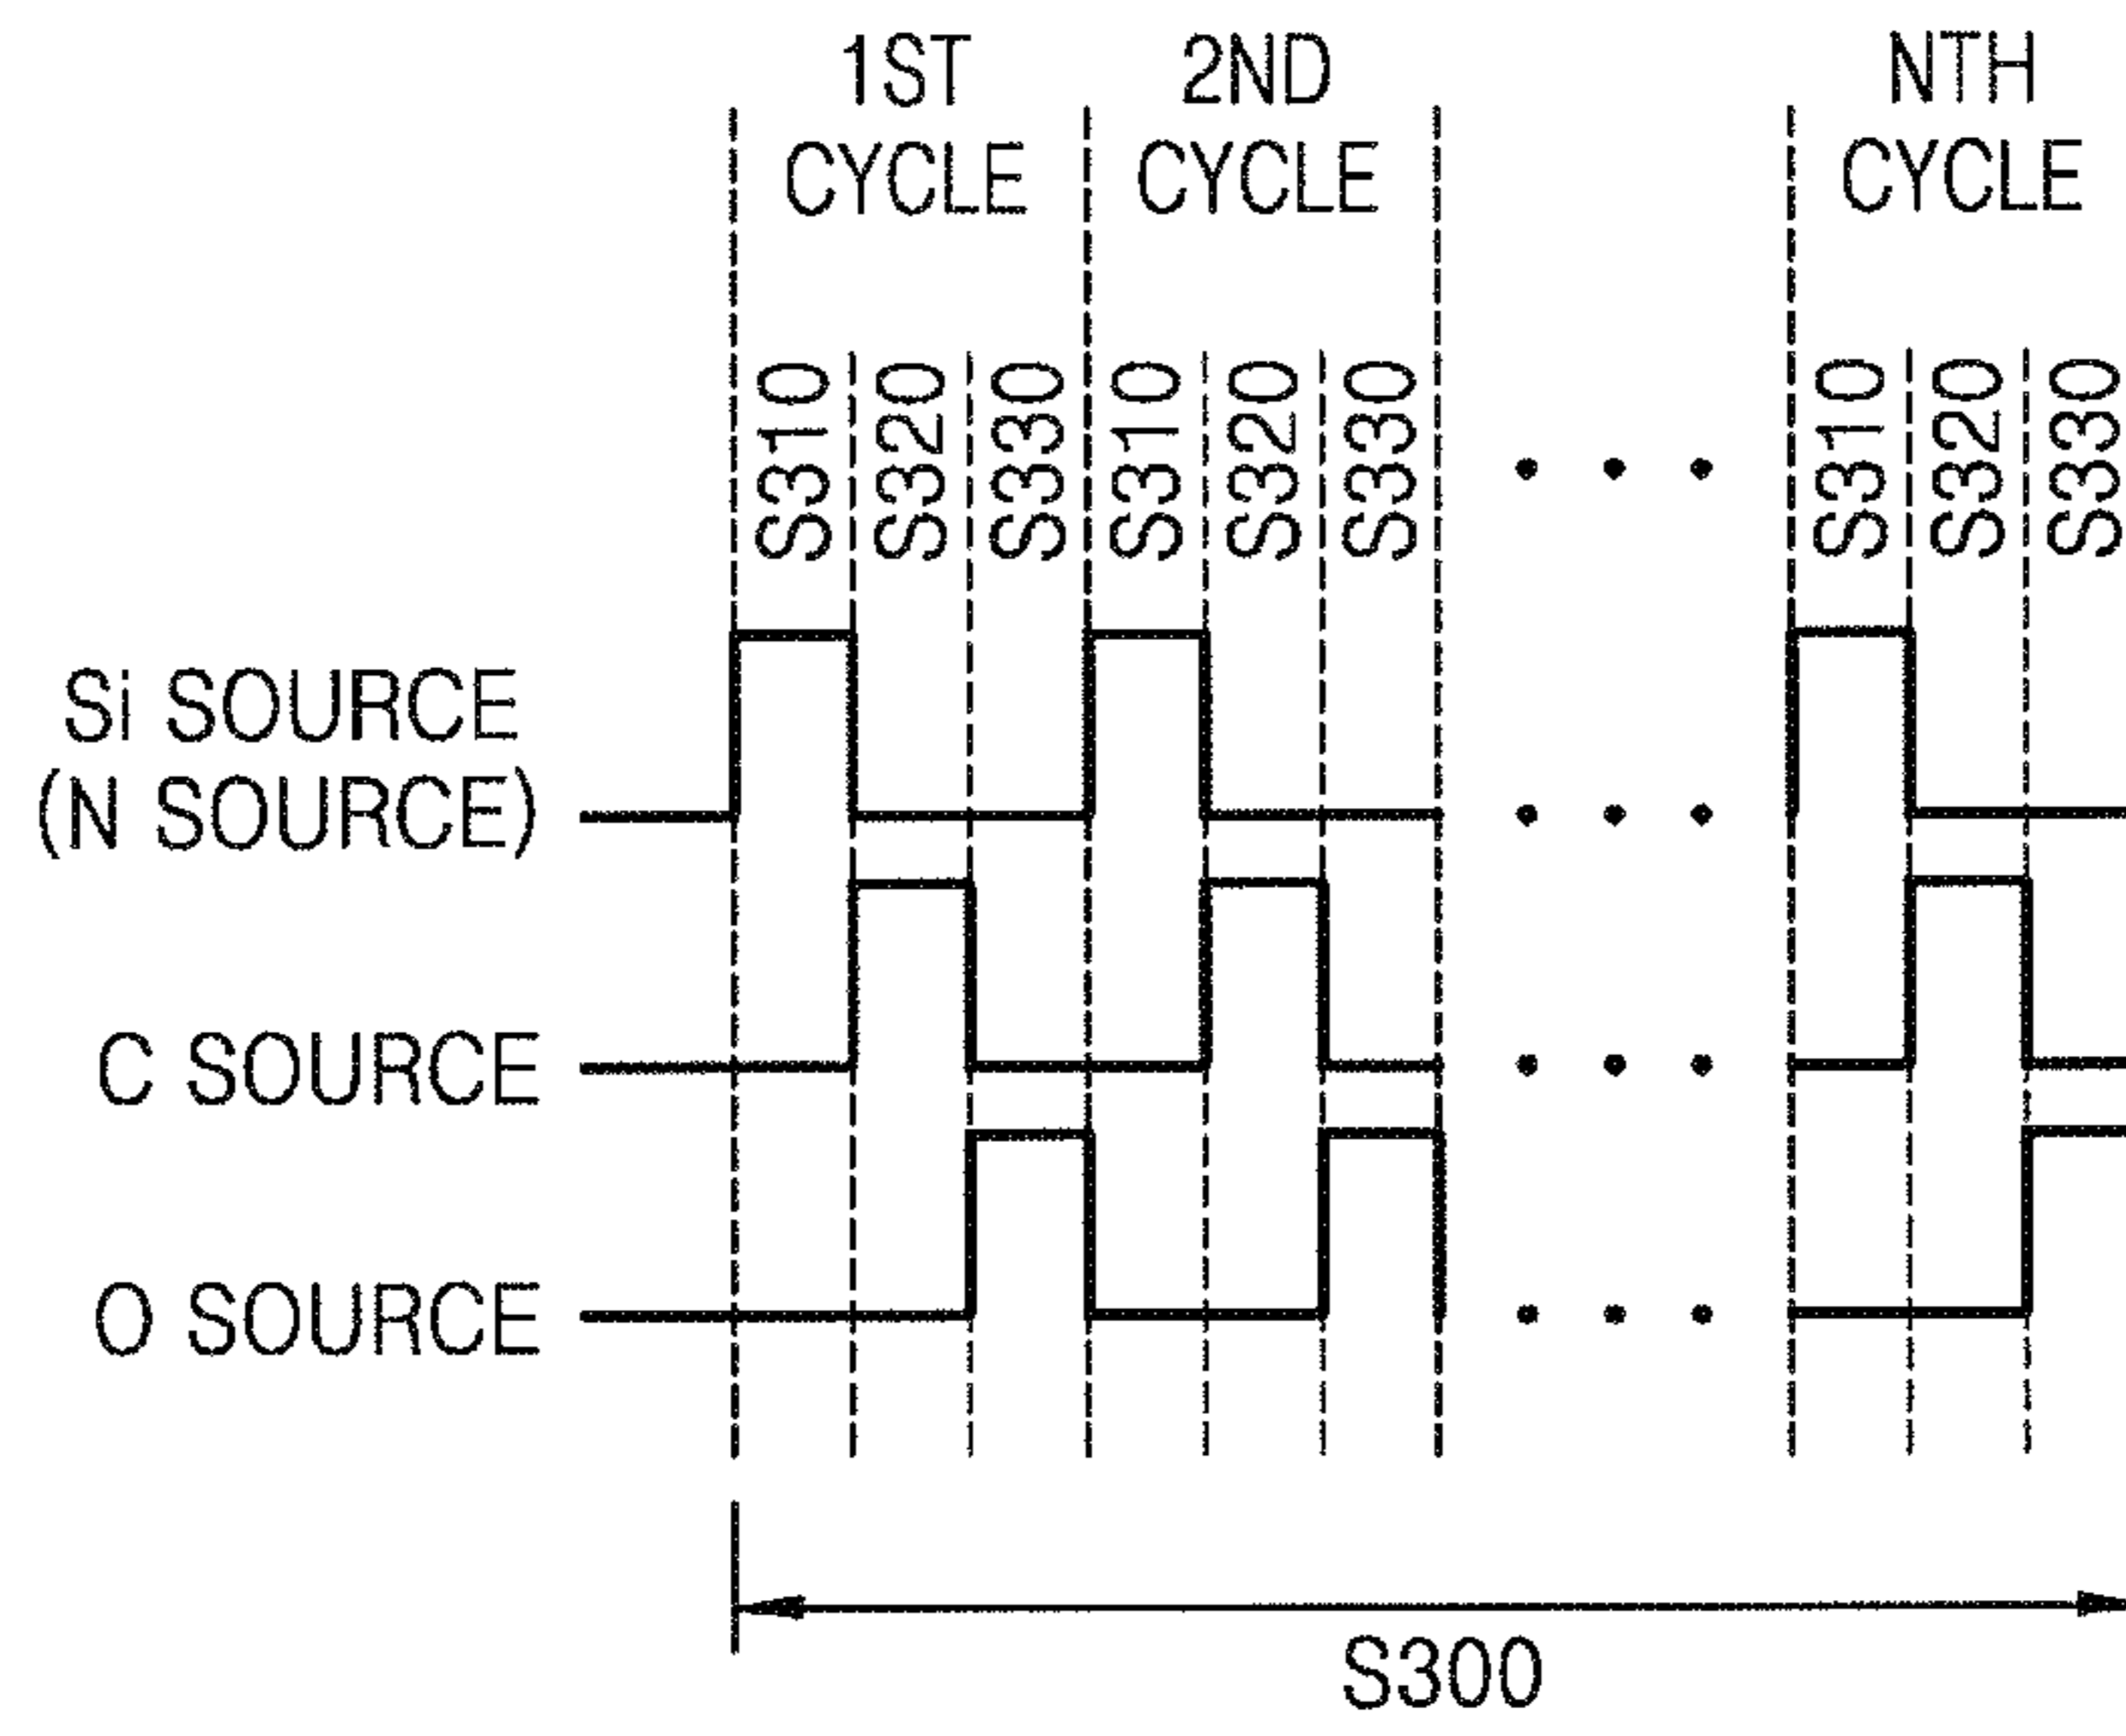 1ST
CYCLE
2ND
CYCLE
NTH
CYCLE
S310
S320
S330
S310
S320
S330
S310
S320
S330
Si SOURCE
(N SOURCE)
C SOURCE
O SOURCE
S300